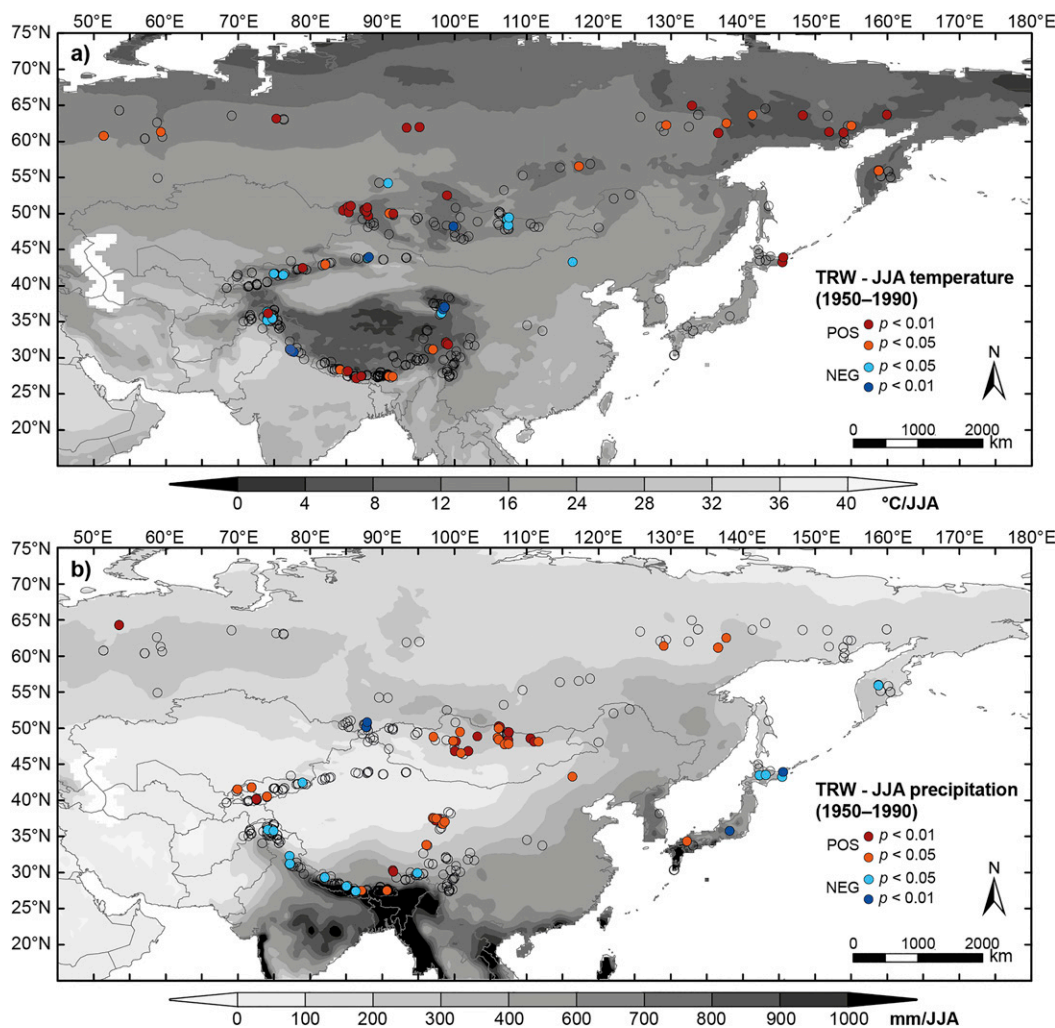 50°E 60°E 70°E 80°E 90°E 100°E 110°E 120°E 130°E 140°E 150°E 160°E 170°E 180°E
75°N
a)
70°N
65°N
60°N
55°N
50°N
45°N
40°N
35°N
30°N
25°N
20°N
TRW - JJA temperature
(1950–1990)
POS
p < 0.01
p < 0.05
NEG
p < 0.05
p < 0.01
N
0 1000 2000
km
0 4 8 12 16 24 28 32 36 40 °C/JJA
50°E 60°E 70°E 80°E 90°E 100°E 110°E 120°E 130°E 140°E 150°E 160°E 170°E 180°E
75°N
b)
70°N
65°N
60°N
55°N
50°N
45°N
40°N
35°N
30°N
25°N
20°N
TRW - JJA precipitation
(1950–1990)
POS
p < 0.01
p < 0.05
NEG
p < 0.05
p < 0.01
N
0 1000 2000
km
0 100 200 300 400 500 600 700 800 900 1000 mm/JJA